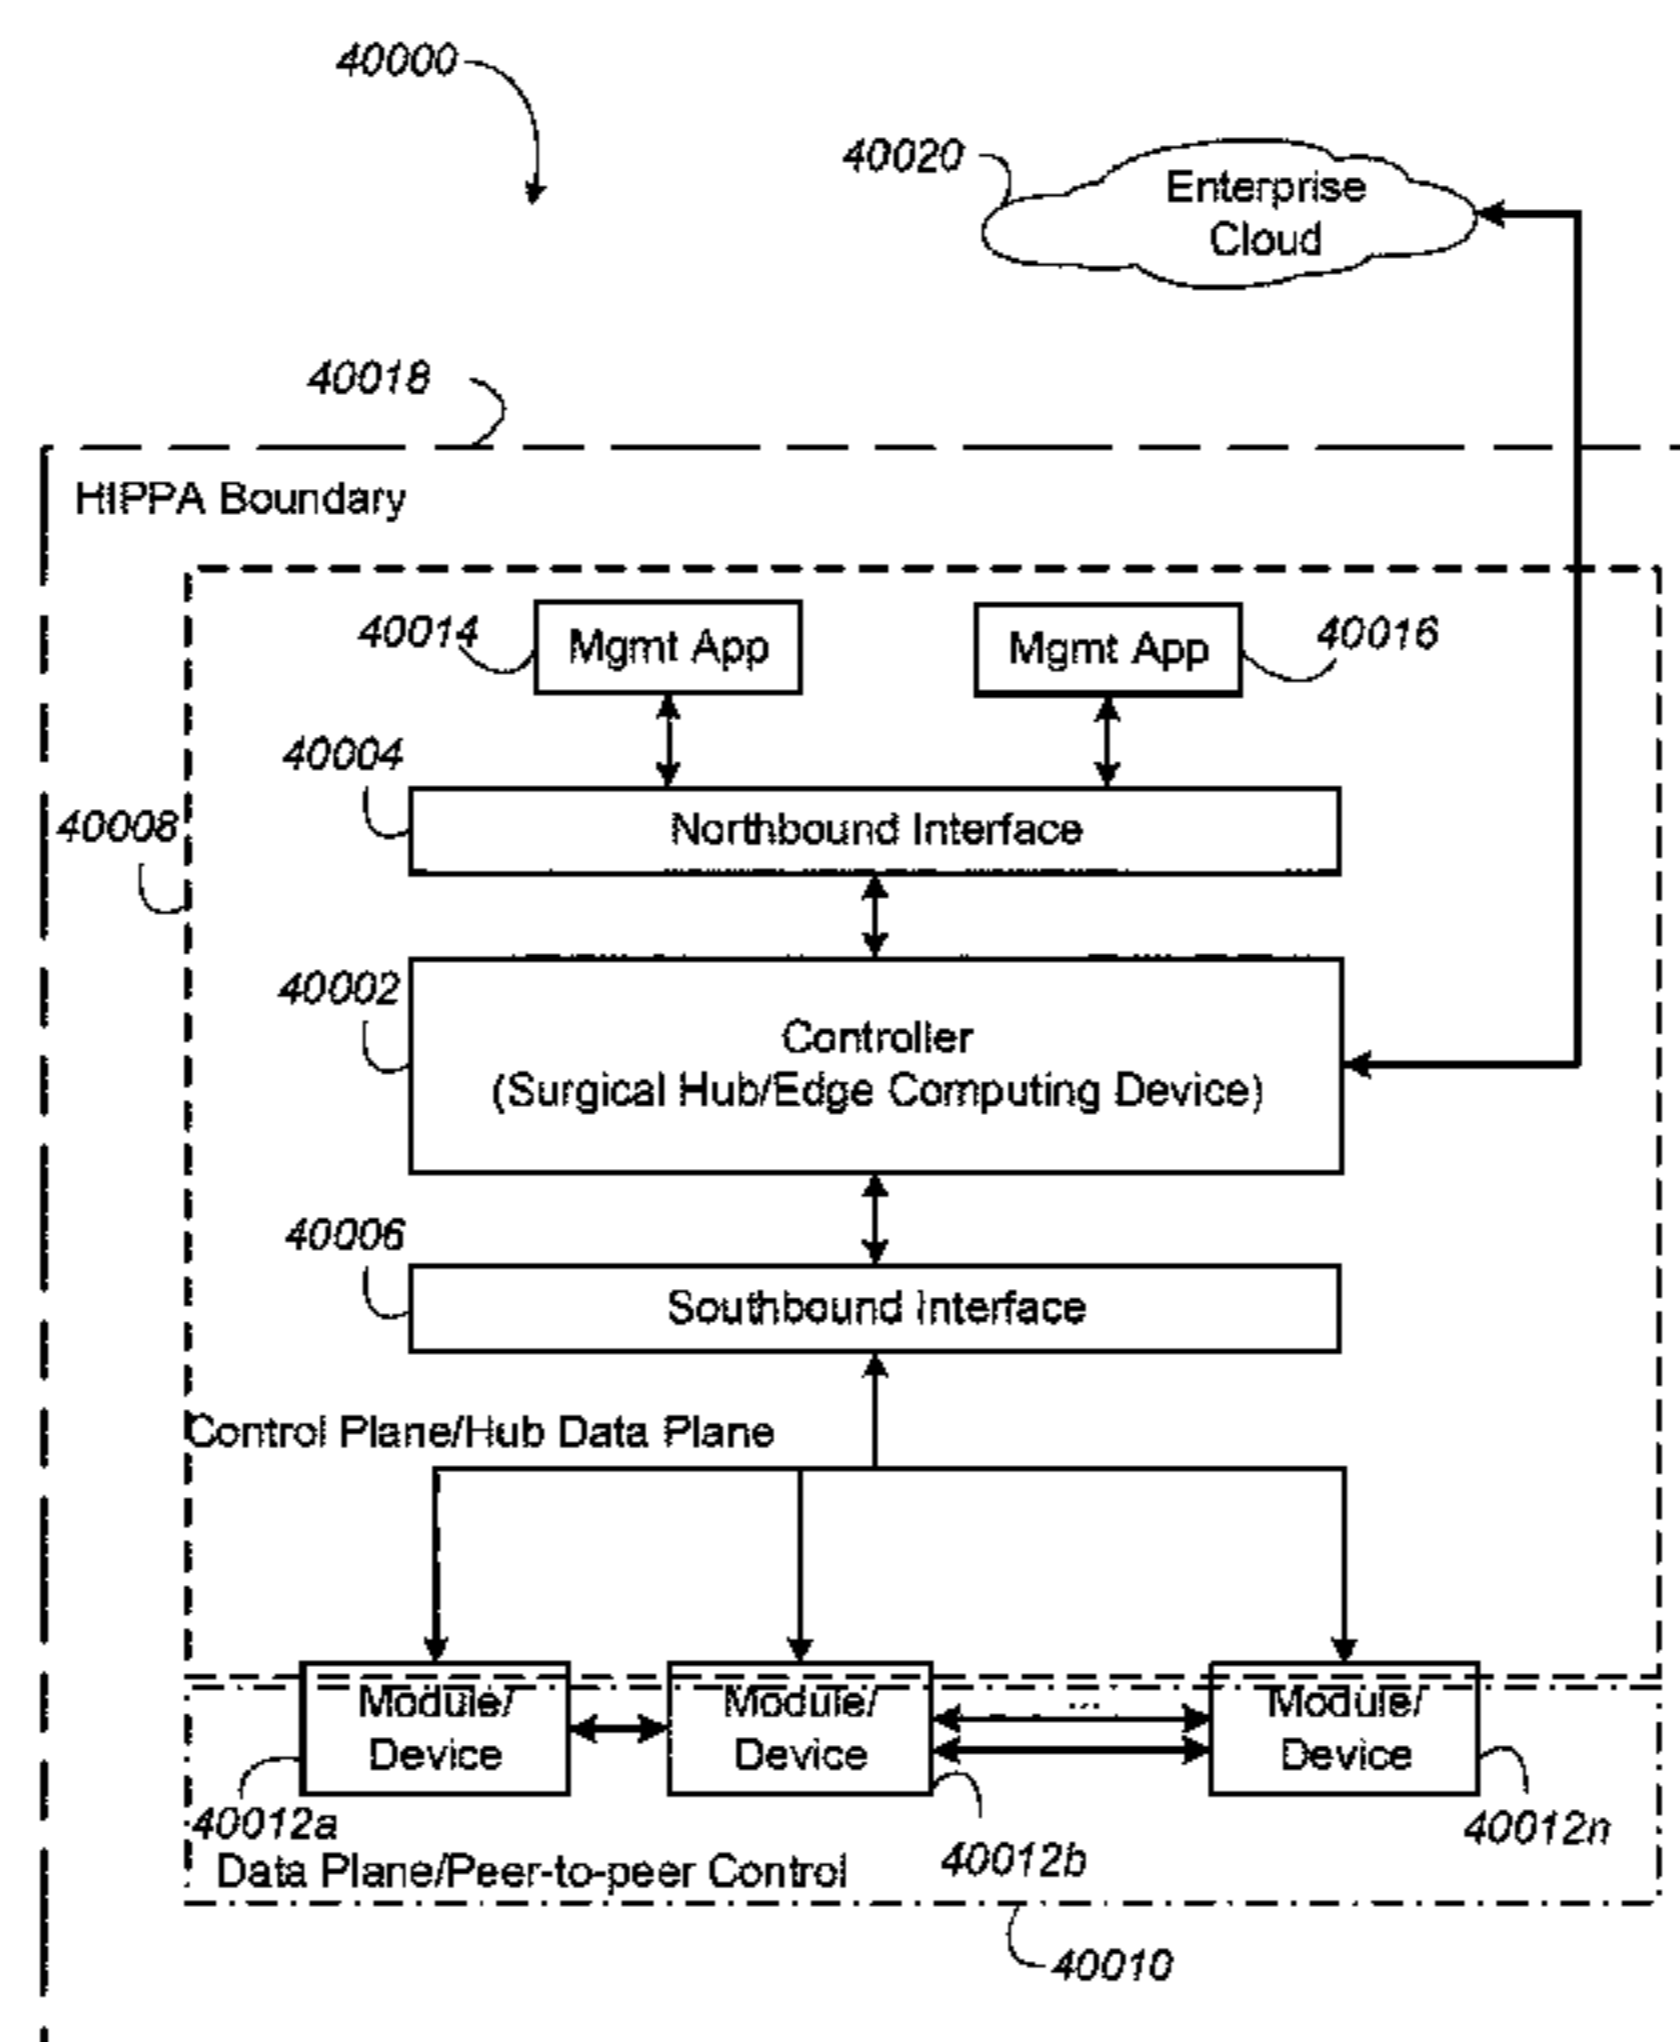 40000
40020
Enterprise
Cloud
40018
HIPPA Boundary
40014
Mgmt App
Mgmt App
40016
40004
Northbound Interface
40008
40002
Controller
(Surgical Hub/Edge Computing Device)
40006
Southbound Interface
Control Plane/Hub Data Plane
Module/
Device
Module/
Device
...
Module/
Device
40012a
40012b
40012n
Data Plane/Peer-to-peer Control
40010